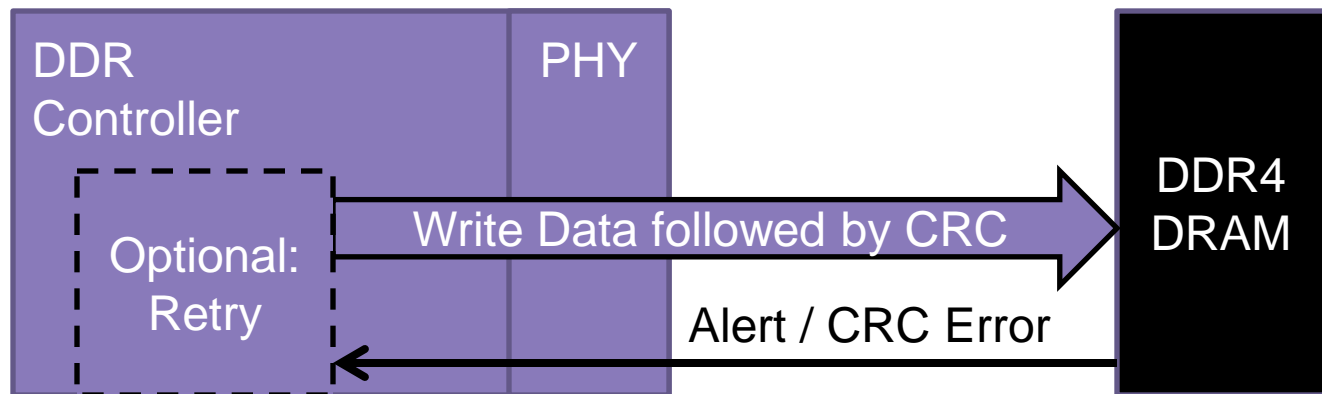 DDR
Controller
PHY
Optional:
Retry
Write Data followed by CRC
Alert / CRC Error
DDR4
DRAM